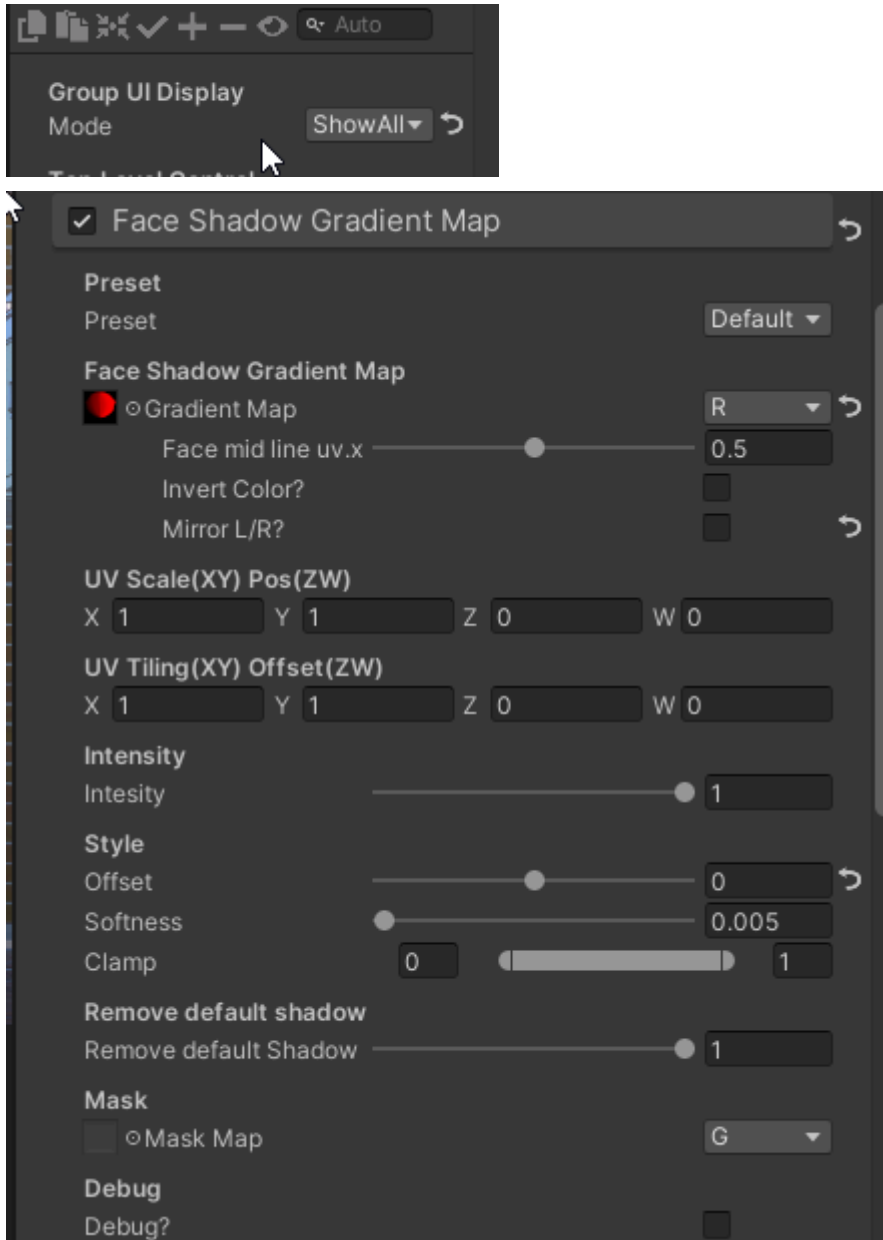 Auto
Group UI Display
Mode ShowAll
Top Level Control
Face Shadow Gradient Map
Preset
Preset Default
Face Shadow Gradient Map
Gradient Map R
Face mid line uv.x 0.5
Invert Color?
Mirror L/R?
UV Scale(XY) Pos(ZW)
X 1 Y 1 Z 0 W 0
UV Tiling(XY) Offset(ZW)
X 1 Y 1 Z 0 W 0
Intensity
Intesity 1
Style
Offset 0
Softness 0.005
Clamp 0 1
Remove default shadow
Remove default Shadow 1
Mask
Mask Map G
Debug
Debug?